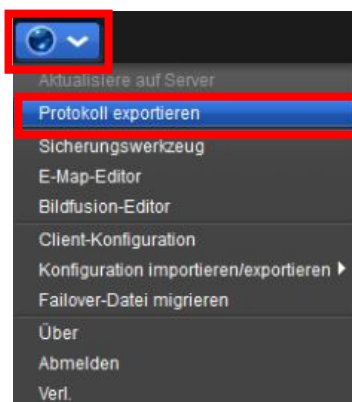 Aktualisiere auf Server
Protokoll exportieren
Sicherungswerkzeug
E-Map-Editor
Bildfusion-Editor
Client-Konfiguration
Konfiguration importieren/exportieren
Failover-Datei migrieren
Über
Abmelden
Verl.